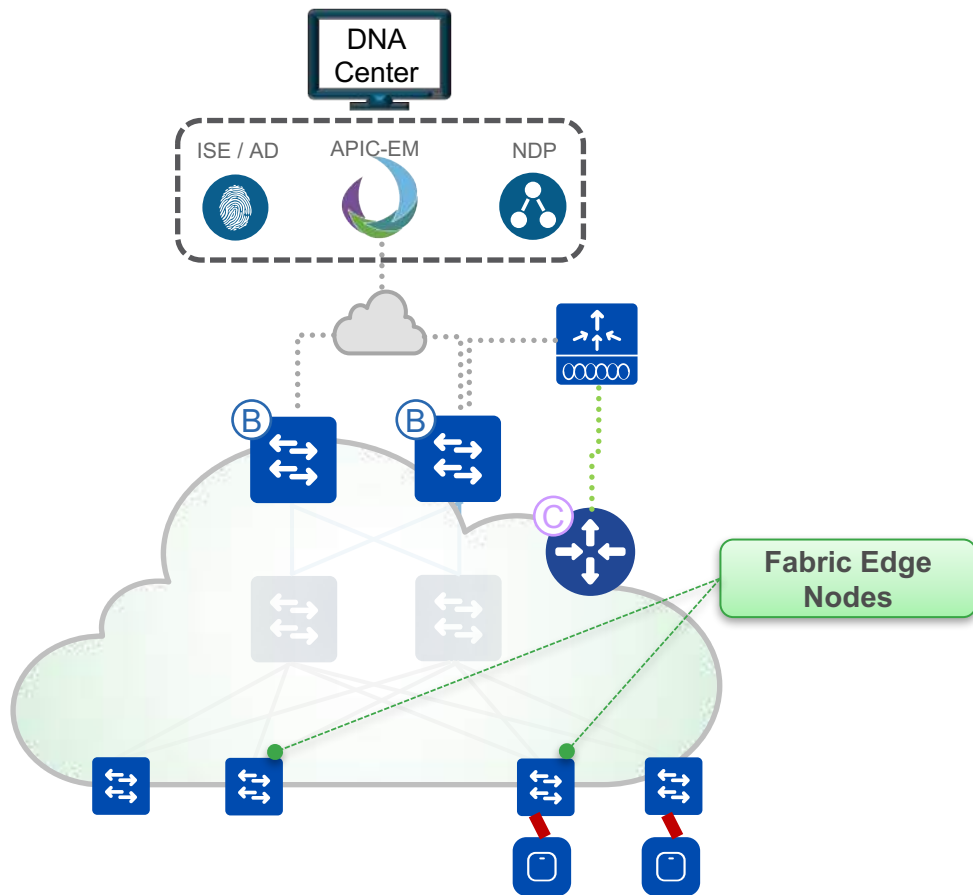 DNA
Center
ISE / AD
APIC-EM
NDP
B
B
C
Fabric Edge
Nodes